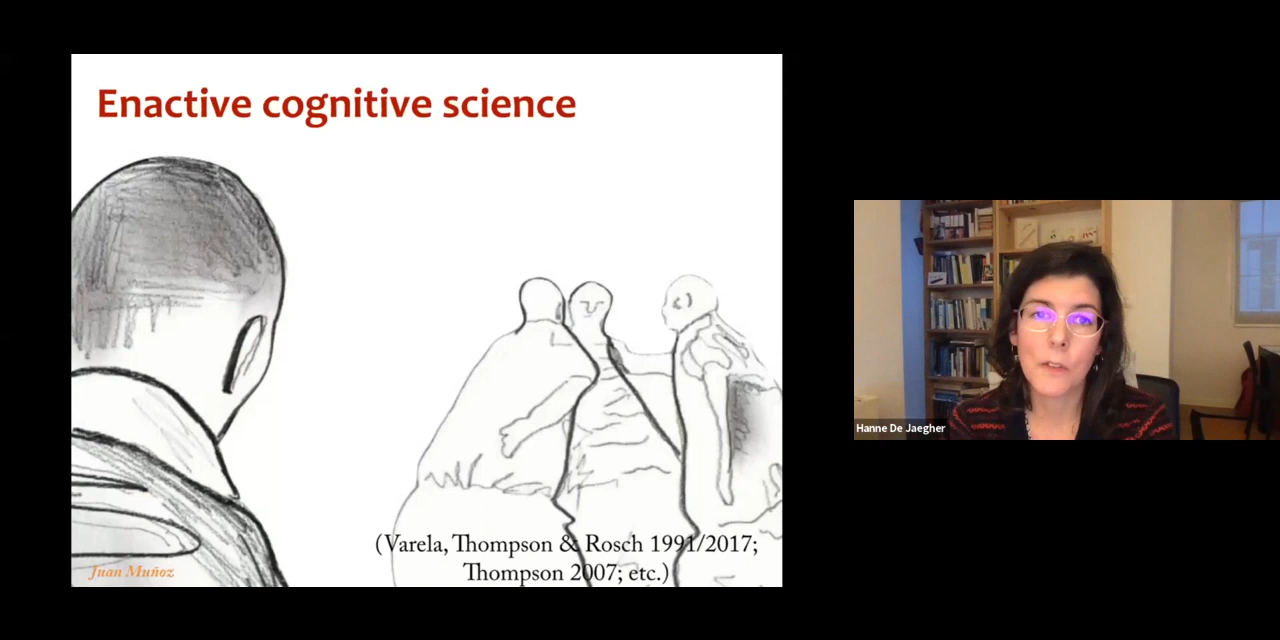 Enactive cognitive science
(Varela, Thompson & Rosch 1991/2017;
Thompson 2007; etc.)
Juan Muñoz
Hanne De Jaegher